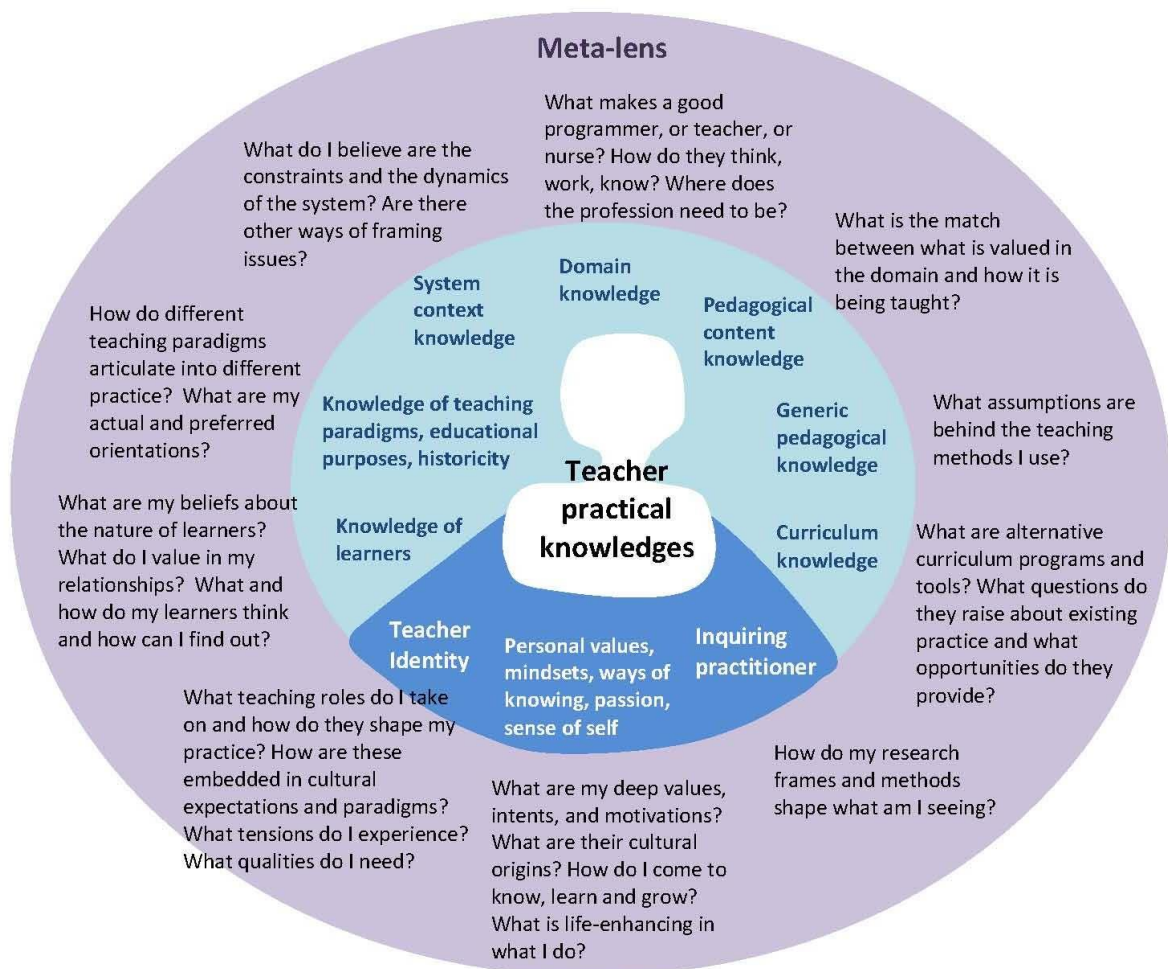 Meta-lens
What makes a good
programmer, or teacher, or
nurse? How do they think,
work, know? Where does
the profession need to be?
What do I believe are the
constraints and the dynamics
of the system? Are there
other ways of framing
issues?
What is the match
between what is valued in
the domain and how it is
being taught?
How do different
teaching paradigms
articulate into different
practice? What are my
actual and preferred
orientations?
What assumptions are
behind the teaching
methods I use?
What are my beliefs about
the nature of learners?
What do I value in my
relationships? What and
how do my learners think
and how can I find out?
What are alternative
curriculum programs and
tools? What questions do
they raise about existing
practice and what
opportunities do they
provide?
What teaching roles do I take
on and how do they shape my
practice? How are these
embedded in cultural
expectations and paradigms?
What tensions do I experience?
What qualities do I need?
What are my deep values,
intents, and motivations?
What are their cultural
origins? How do I come to
know, learn and grow?
What is life-enhancing in
what I do?
How do my research
frames and methods
shape what am I seeing?
System
context
knowledge
Domain
knowledge
Pedagogical
content
knowledge
Knowledge of teaching
paradigms, educational
purposes, historicity
Generic
pedagogical
knowledge
Knowledge of
learners
Curriculum
knowledge
Teacher
practical
knowledges
Teacher
Identity
Personal values,
mindsets, ways of
knowing, passion,
sense of self
Inquiring
practitioner